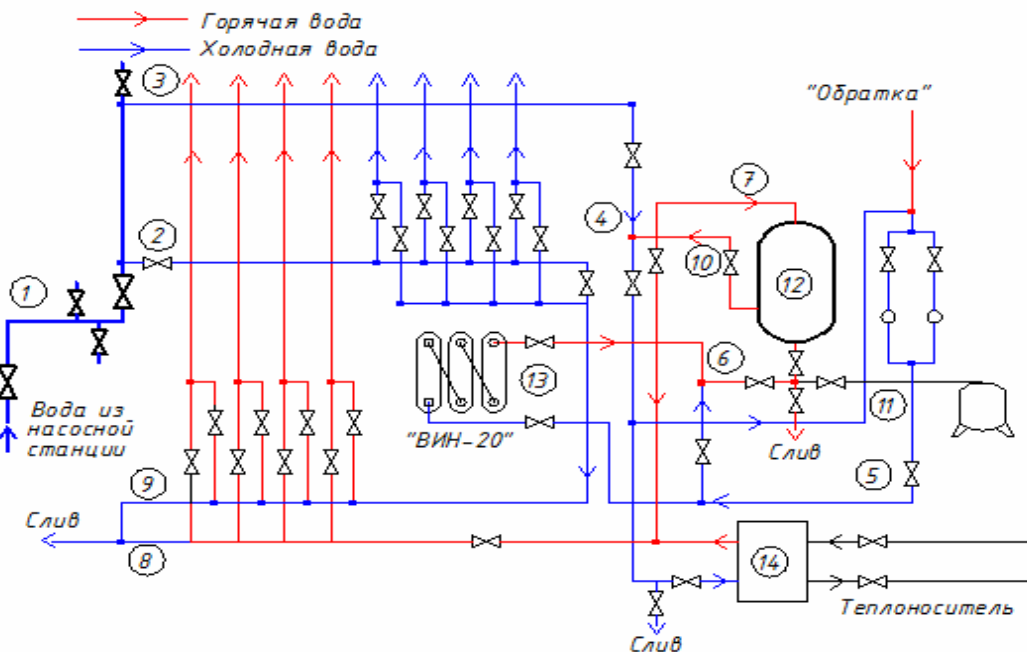 Горячая вода
Холодная вода
3
"Обратка"
7
4
2
10
12
1
6
13
11
Вода из
насосной
станции
"ВИН-20"
Слив
5
9
Слив
8
14
Теплоноситель
Слив